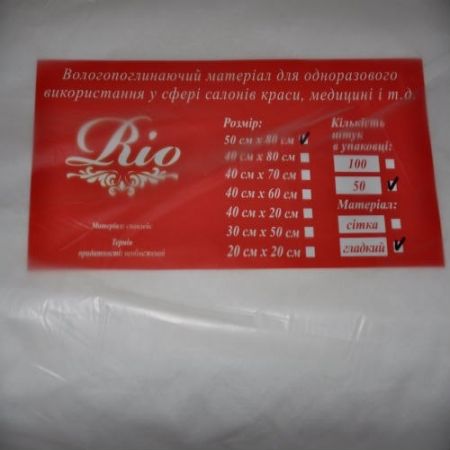 Вологопоглинаючий матеріал для одноразового
використання у сфері салонів краси, медицині і т.д.
Rio
Матеріал: спанлейс
Термін
придатності: необмежений
Розмір:
50 см х 80 см
40 см х 80 см
40 см х 70 см
40 см х 60 см
40 см х 20 см
30 см х 50 см
20 см х 20 см
Кількість
штук
в упаковці:
100
50
Матеріал:
сітка
гладкий